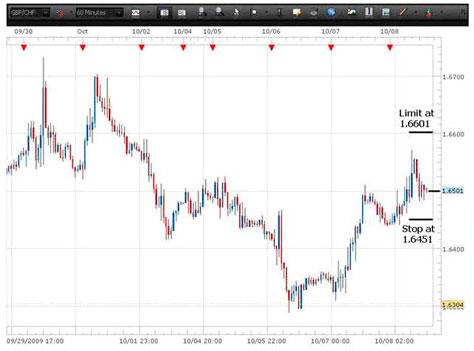 GBP/CHF 60 Minutes
09/30 Oct 10/02 10/04 10/05 10/06 10/07 10/08
1.6700
Limit at
1.6601
1.6600
1.6501
Stop at
1.6451
1.6400
1.6304
09/29/2009 17:00 10/01 23:00 10/04 20:00 10/05 22:00 10/07 00:00 10/08 02:00